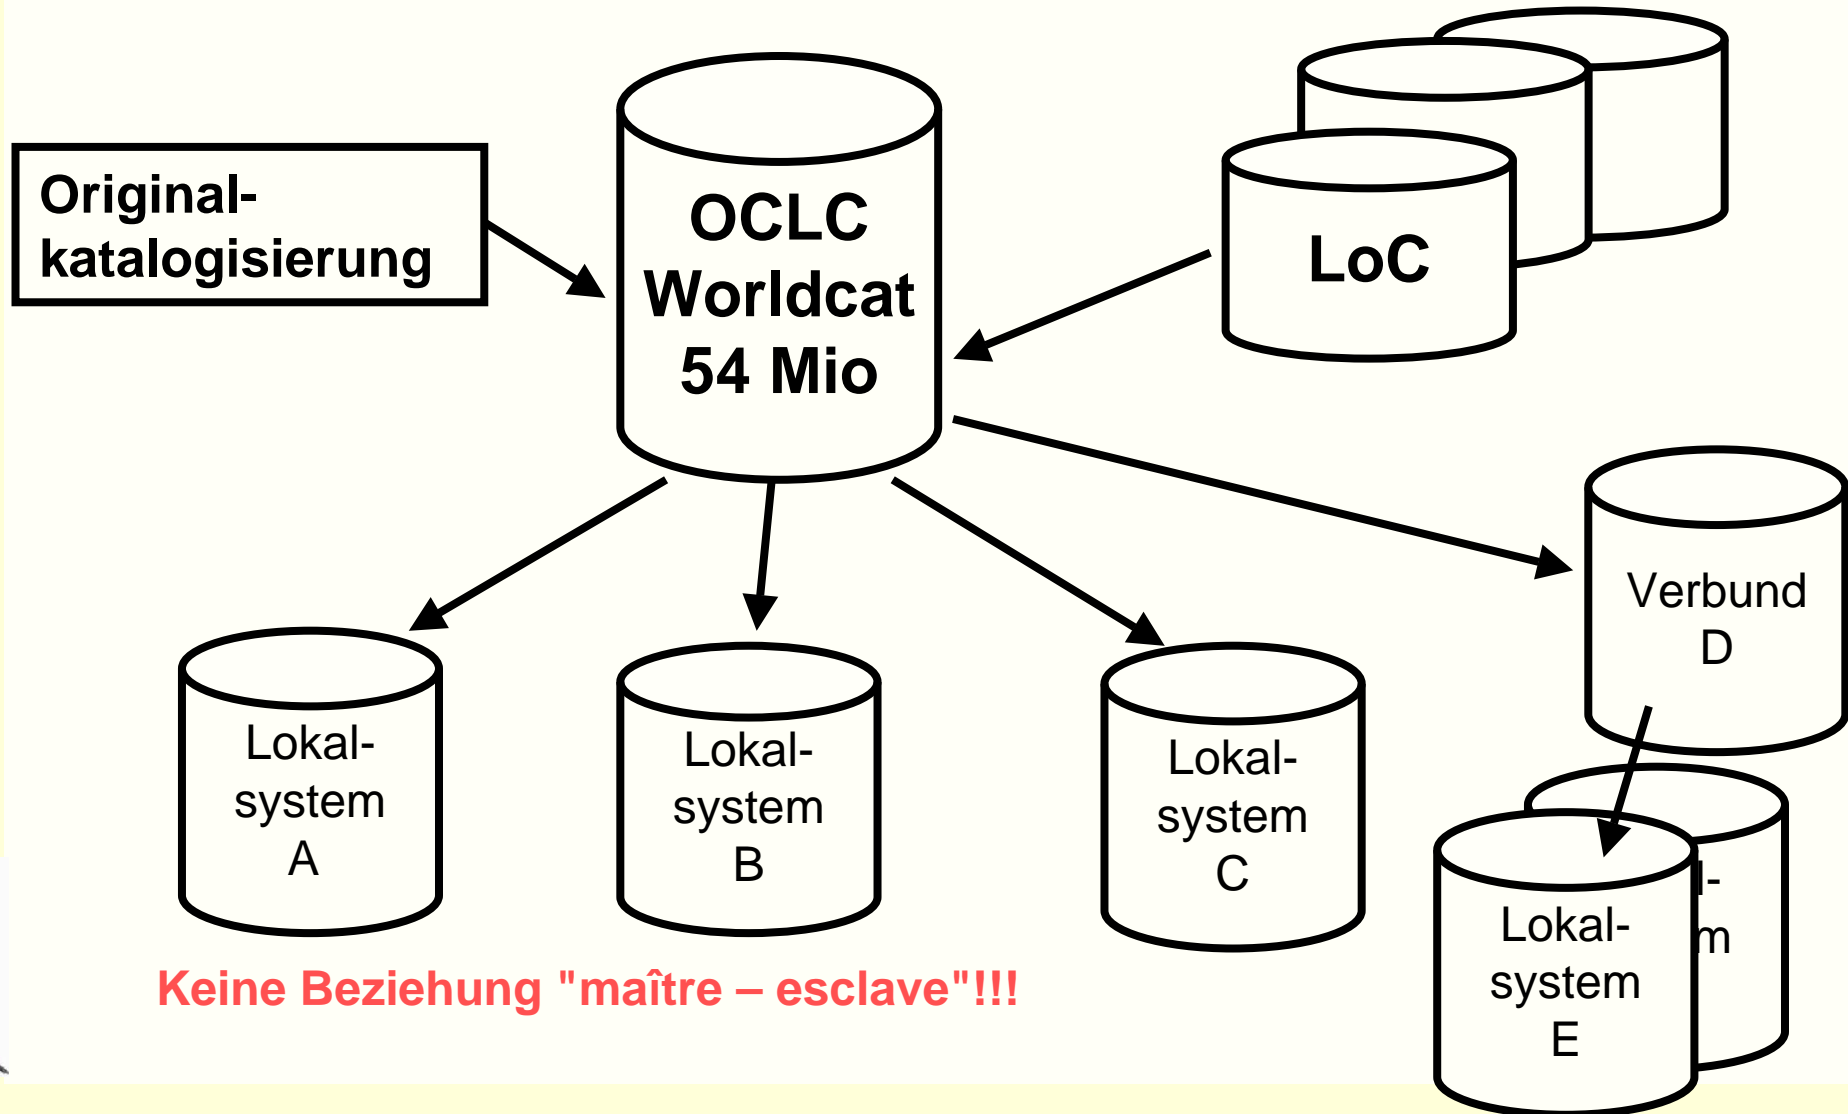 Original-
katalogisierung
OCLC
Worldcat
54 Mio
LoC
Verbund
D
Lokal-
system
A
Lokal-
system
B
Lokal-
system
C
Lokal-
system
E
l-
m
Keine Beziehung "maître – esclave"!!!